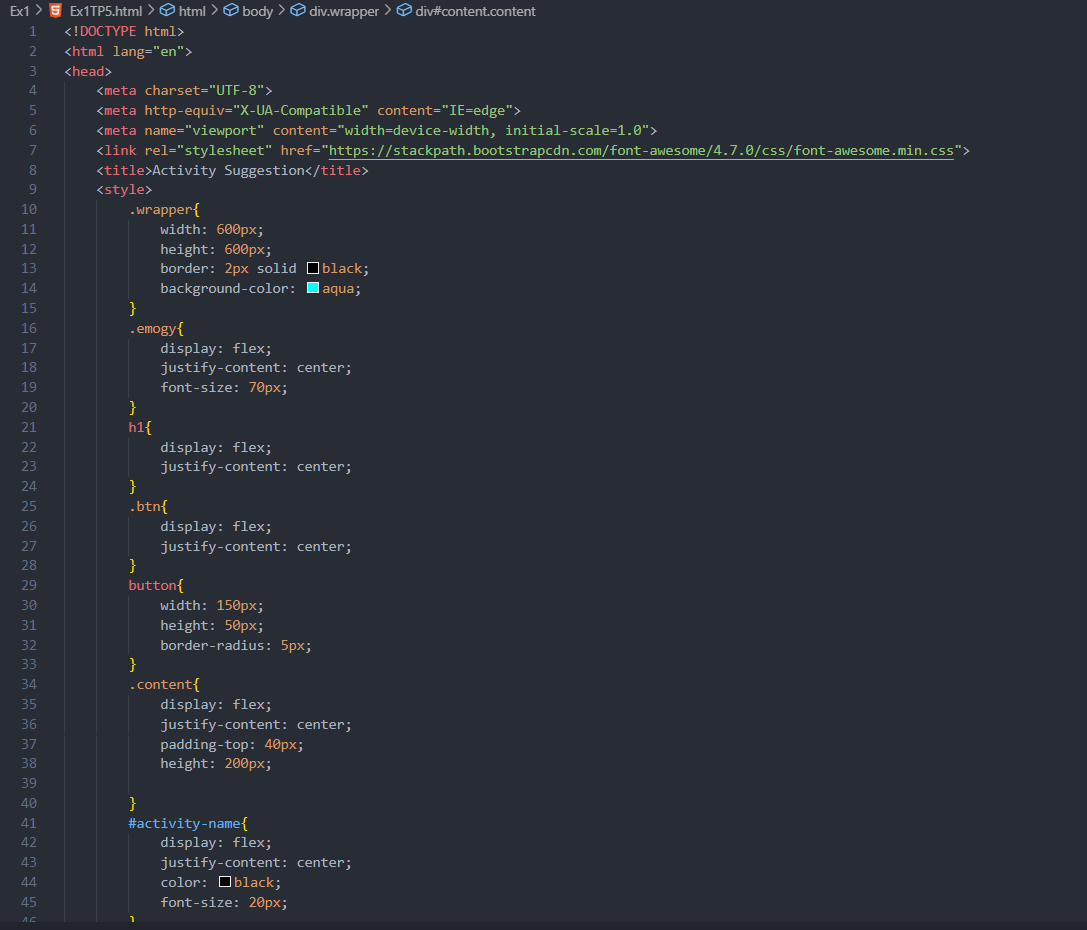 Ex1 > Ex1TP5.html > html > body > div.wrapper > div#content.content
1 <!DOCTYPE html>
2 <html lang="en">
3 <head>
4     <meta charset="UTF-8">
5     <meta http-equiv="X-UA-Compatible" content="IE=edge">
6     <meta name="viewport" content="width=device-width, initial-scale=1.0">
7     <link rel="stylesheet" href="https://stackpath.bootstrapcdn.com/font-awesome/4.7.0/css/font-awesome.min.css">
8     <title>Activity Suggestion</title>
9     <style>
10         .wrapper{
11             width: 600px;
12             height: 600px;
13             border: 2px solid black;
14             background-color: aqua;
15         }
16         .emogy{
17             display: flex;
18             justify-content: center;
19             font-size: 70px;
20         }
21         h1{
22             display: flex;
23             justify-content: center;
24         }
25         .btn{
26             display: flex;
27             justify-content: center;
28         }
29         button{
30             width: 150px;
31             height: 50px;
32             border-radius: 5px;
33         }
34         .content{
35             display: flex;
36             justify-content: center;
37             padding-top: 40px;
38             height: 200px;
39
40         }
41         #activity-name{
42             display: flex;
43             justify-content: center;
44             color: black;
45             font-size: 20px;
46         }